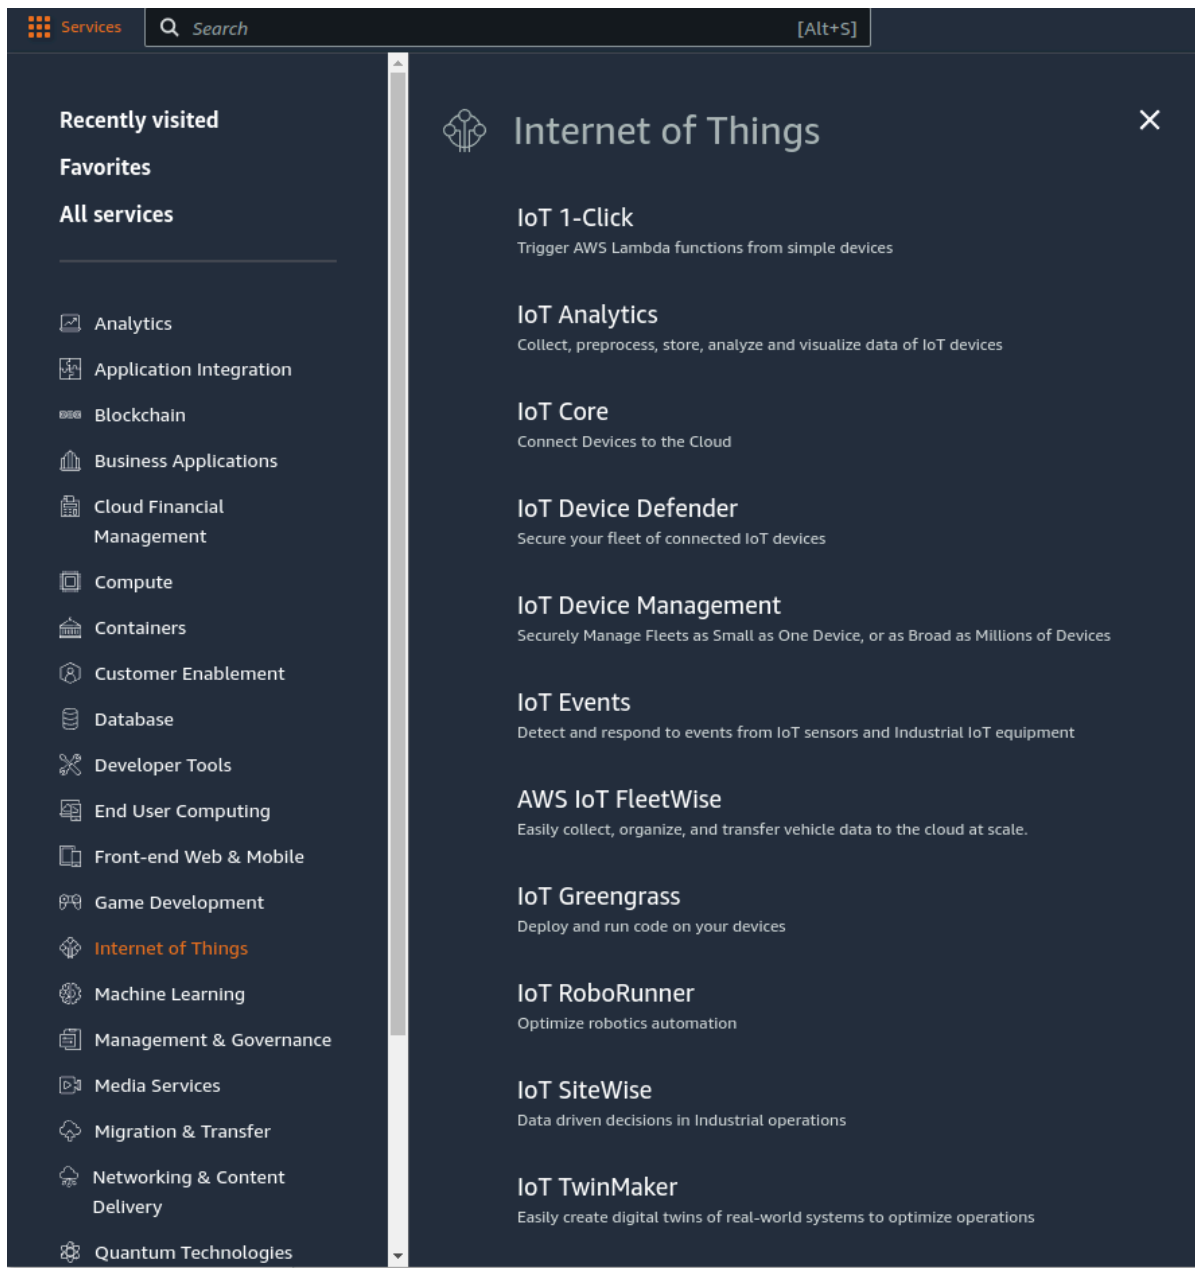 Services
Search
[Alt+S]
Recently visited
Favorites
All services
Analytics
Application Integration
Blockchain
Business Applications
Cloud Financial
Management
Compute
Containers
Customer Enablement
Database
Developer Tools
End User Computing
Front-end Web & Mobile
Game Development
Internet of Things
Machine Learning
Management & Governance
Media Services
Migration & Transfer
Networking & Content
Delivery
Quantum Technologies
Internet of Things
IoT 1-Click
Trigger AWS Lambda functions from simple devices
IoT Analytics
Collect, preprocess, store, analyze and visualize data of IoT devices
IoT Core
Connect Devices to the Cloud
IoT Device Defender
Secure your fleet of connected IoT devices
IoT Device Management
Securely Manage Fleets as Small as One Device, or as Broad as Millions of Devices
IoT Events
Detect and respond to events from IoT sensors and Industrial IoT equipment
AWS IoT FleetWise
Easily collect, organize, and transfer vehicle data to the cloud at scale.
IoT Greengrass
Deploy and run code on your devices
IoT RoboRunner
Optimize robotics automation
IoT SiteWise
Data driven decisions in Industrial operations
IoT TwinMaker
Easily create digital twins of real-world systems to optimize operations